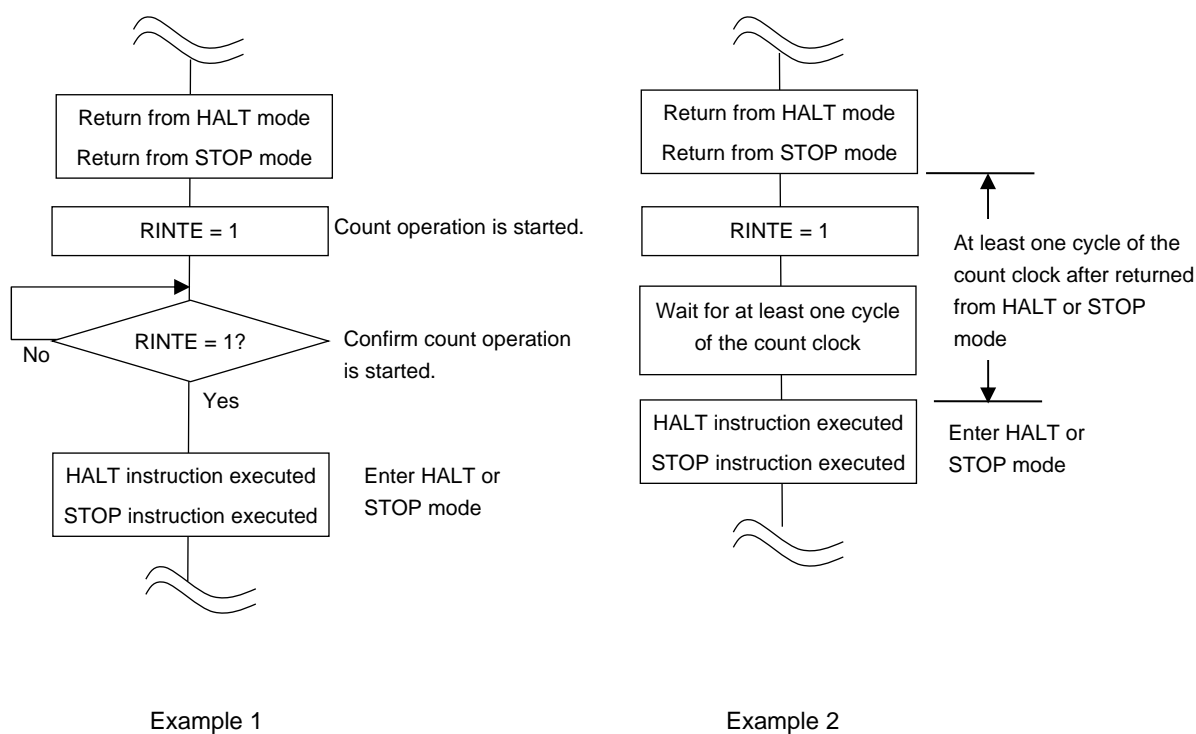 Return from HALT mode
Return from STOP mode
RINTE = 1
Count operation is started.
RINTE = 1?
No
Confirm count operation
is started.
Yes
HALT instruction executed
STOP instruction executed
Enter HALT or
STOP mode
Example 1
Return from HALT mode
Return from STOP mode
RINTE = 1
At least one cycle of the
count clock after returned
from HALT or STOP
mode
Wait for at least one cycle
of the count clock
HALT instruction executed
STOP instruction executed
Enter HALT or
STOP mode
Example 2